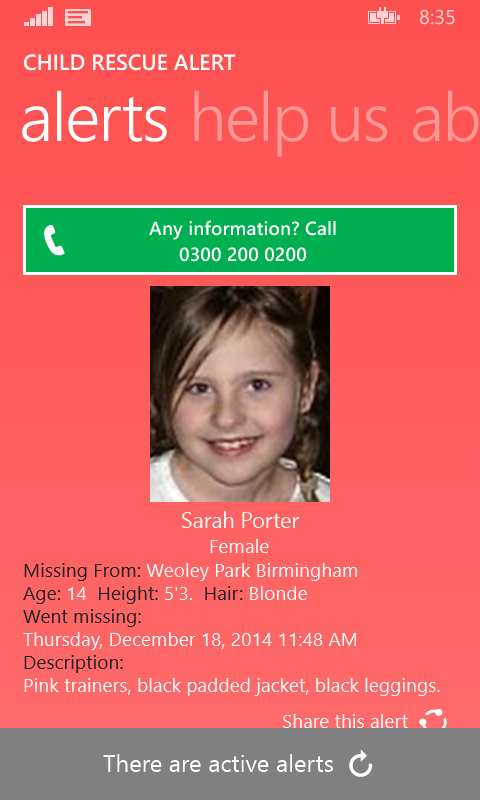 8:35
CHILD RESCUE ALERT
alerts help us ab
Any information? Call
0300 200 0200
Sarah Porter
Female
Missing From: Weoley Park Birmingham
Age: 14 Height: 5'3. Hair: Blonde
Went missing:
Thursday, December 18, 2014 11:48 AM
Description:
Pink trainers, black padded jacket, black leggings.
Share this alert
There are active alerts